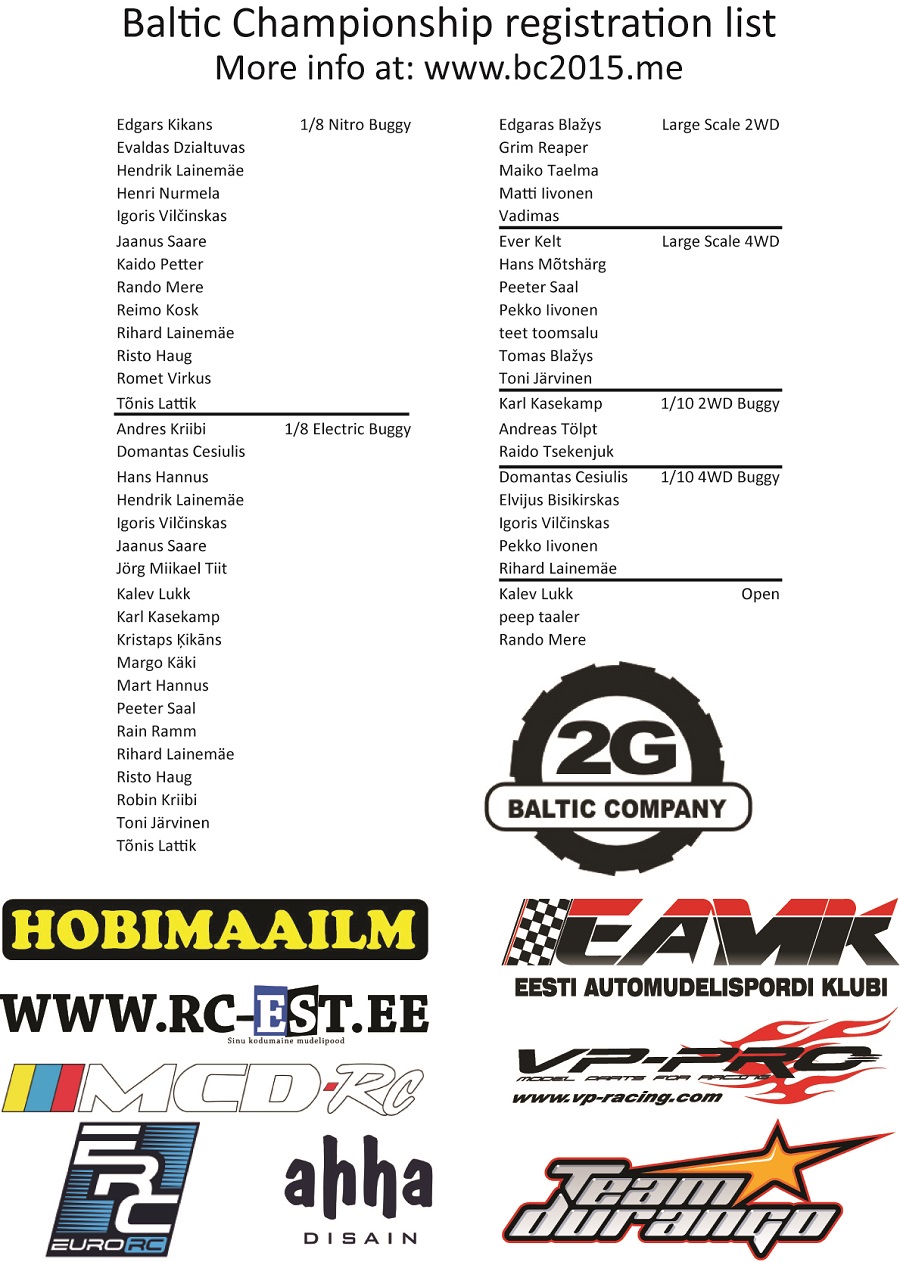 Baltic Championship registration list
More info at: www.bc2015.me
Edgars Kikans 1/8 Nitro Buggy
Evaldas Dzialtuvas
Hendrik Lainemäe
Henri Nurmela
Igoris Vilčinskas
Jaanus Saare
Kaido Petter
Rando Mere
Reimo Kosk
Rihard Lainemäe
Risto Haug
Romet Virkus
Tõnis Lattik
Andres Kriibi 1/8 Electric Buggy
Domantas Cesiulis
Hans Hannus
Hendrik Lainemäe
Igoris Vilčinskas
Jaanus Saare
Jörg Miikael Tiit
Kalev Lukk
Karl Kasekamp
Kristaps Ķikāns
Margo Käki
Mart Hannus
Peeter Saal
Rain Ramm
Rihard Lainemäe
Risto Haug
Robin Kriibi
Toni Järvinen
Tõnis Lattik
Edgaras Blažys Large Scale 2WD
Grim Reaper
Maiko Taelma
Matti Iivonen
Vadimas
Ever Kelt Large Scale 4WD
Hans Mõtshärg
Peeter Saal
Pekko Iivonen
teet toomsalu
Tomas Blažys
Toni Järvinen
Karl Kasekamp 1/10 2WD Buggy
Andreas Tölpt
Raido Tsekenjuk
Domantas Cesiulis 1/10 4WD Buggy
Elvijus Bisikirskas
Igoris Vilčinskas
Pekko Iivonen
Rihard Lainemäe
Kalev Lukk Open
peep taaler
Rando Mere
2G
BALTIC COMPANY
HOBIMAAILM
WWW.RC-EST.EE
Sinu kodumaine mudelipood
MCD-RC
ERC
EURORC
ahha
DISAIN
EAMK
EESTI AUTOMUDELISPORDI KLUBI
VP-PRO
MODEL PARTS FOR RACING
www.vp-racing.com
Team
durango